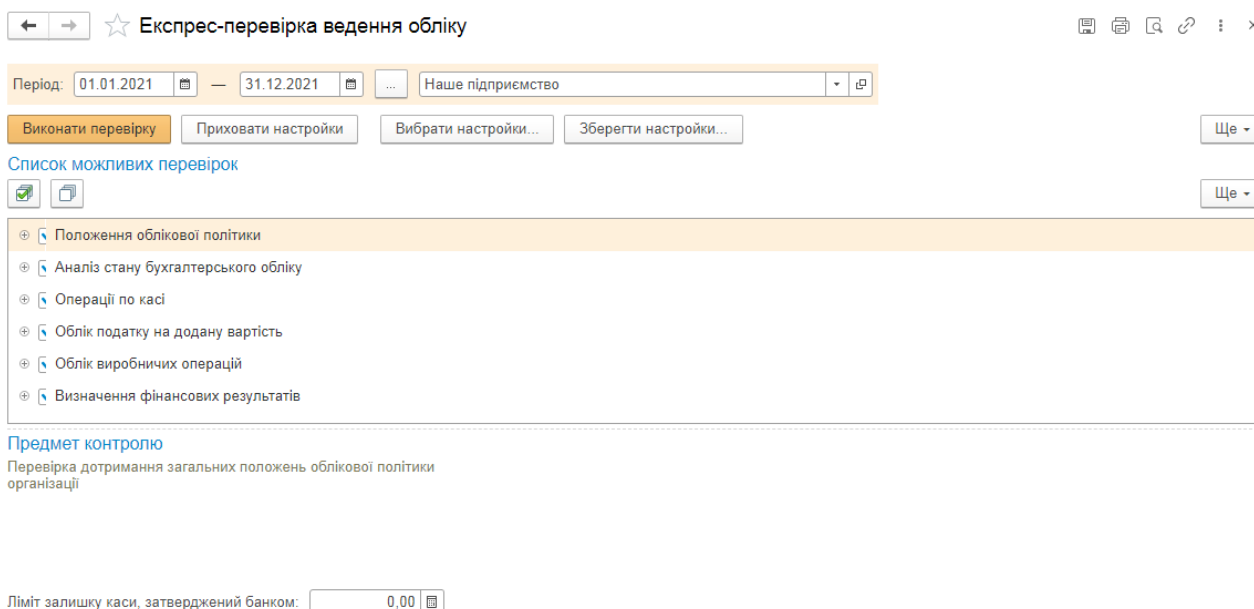 Експрес-перевірка ведення обліку
Період: 01.01.2021 — 31.12.2021 ... Наше підприємство
Виконати перевірку Приховати настройки Вибрати настройки... Зберегти настройки... Ще
Список можливих перевірок
Ще
Положення облікової політики
Аналіз стану бухгалтерського обліку
Операції по касі
Облік податку на додану вартість
Облік виробничих операцій
Визначення фінансових результатів
Предмет контролю
Перевірка дотримання загальних положень облікової політики
організації
Ліміт залишку каси, затверджений банком: 0,00